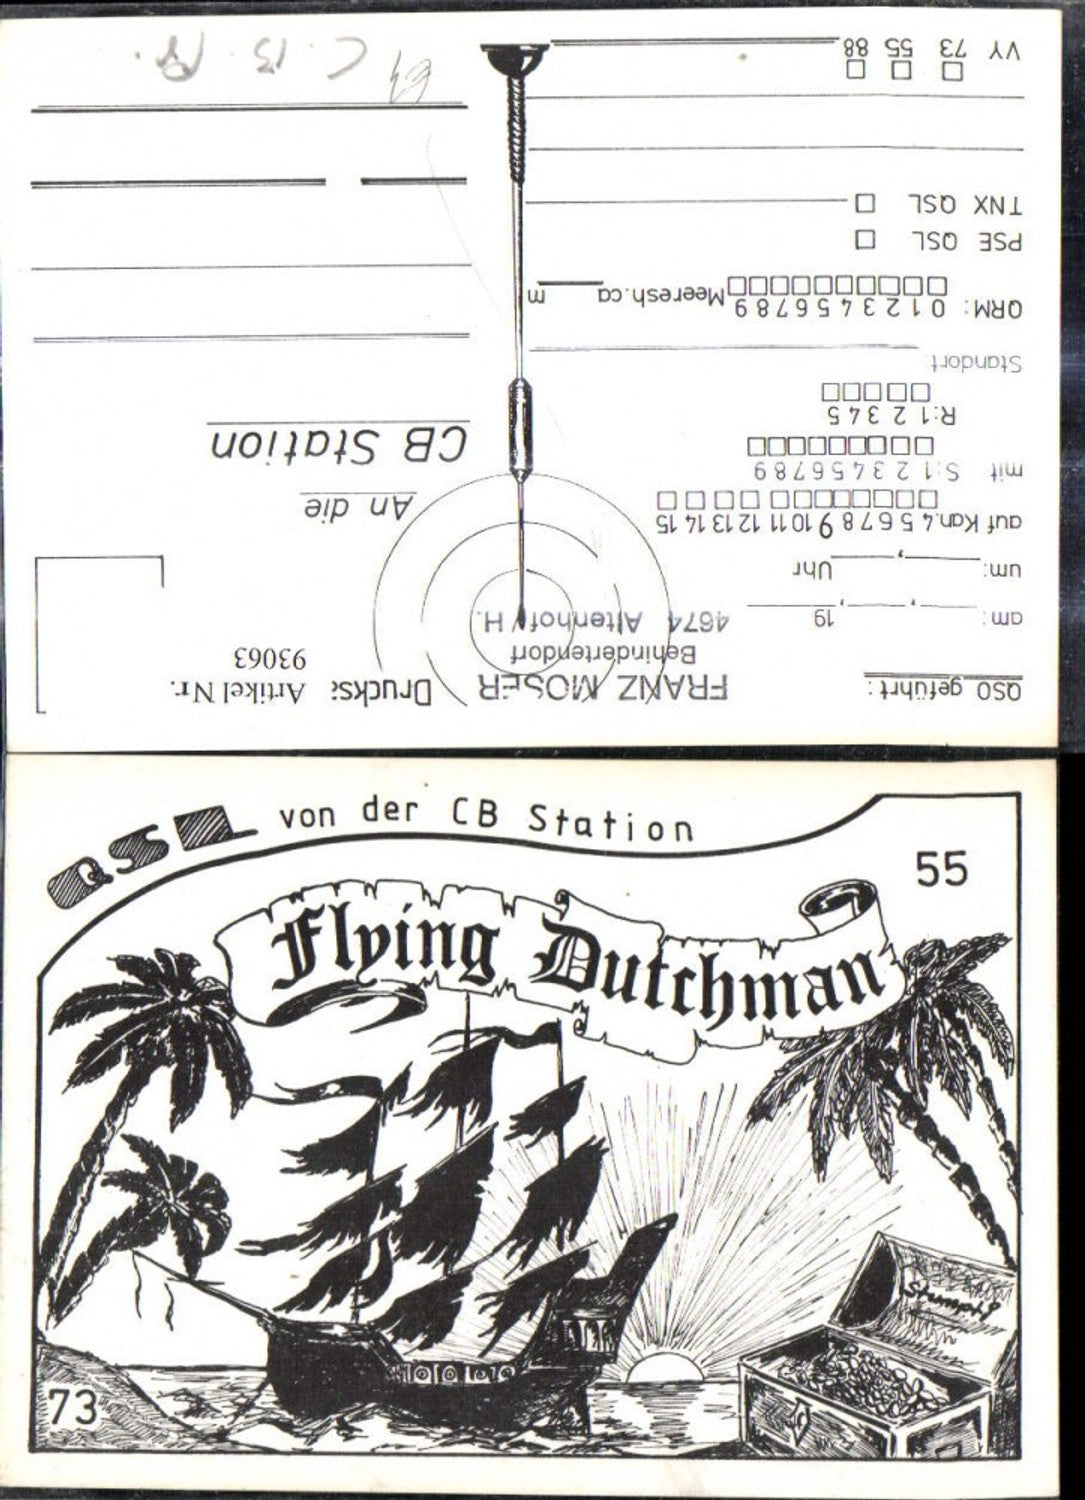 QSO geführt:
am: , , 19
um: , Uhr
auf Kan. 4 5 6 7 8 9 10 11 12 13 14 15
mit S: 1 2 3 4 5 6 7 8 9
R: 1 2 3 4 5
Standort:
QRM: 0 1 2 3 4 5 6 7 8 9 Meeresh.ca m
PSE QSL
TNX QSL
VY 73 55 88
FRANZ MOSER
Behindertendorf
4674 Altenhof/H.
Drucks:
Artikel Nr.
93063
An die
CB Station
QSL von der CB Station
55
Flying Dutchman
73